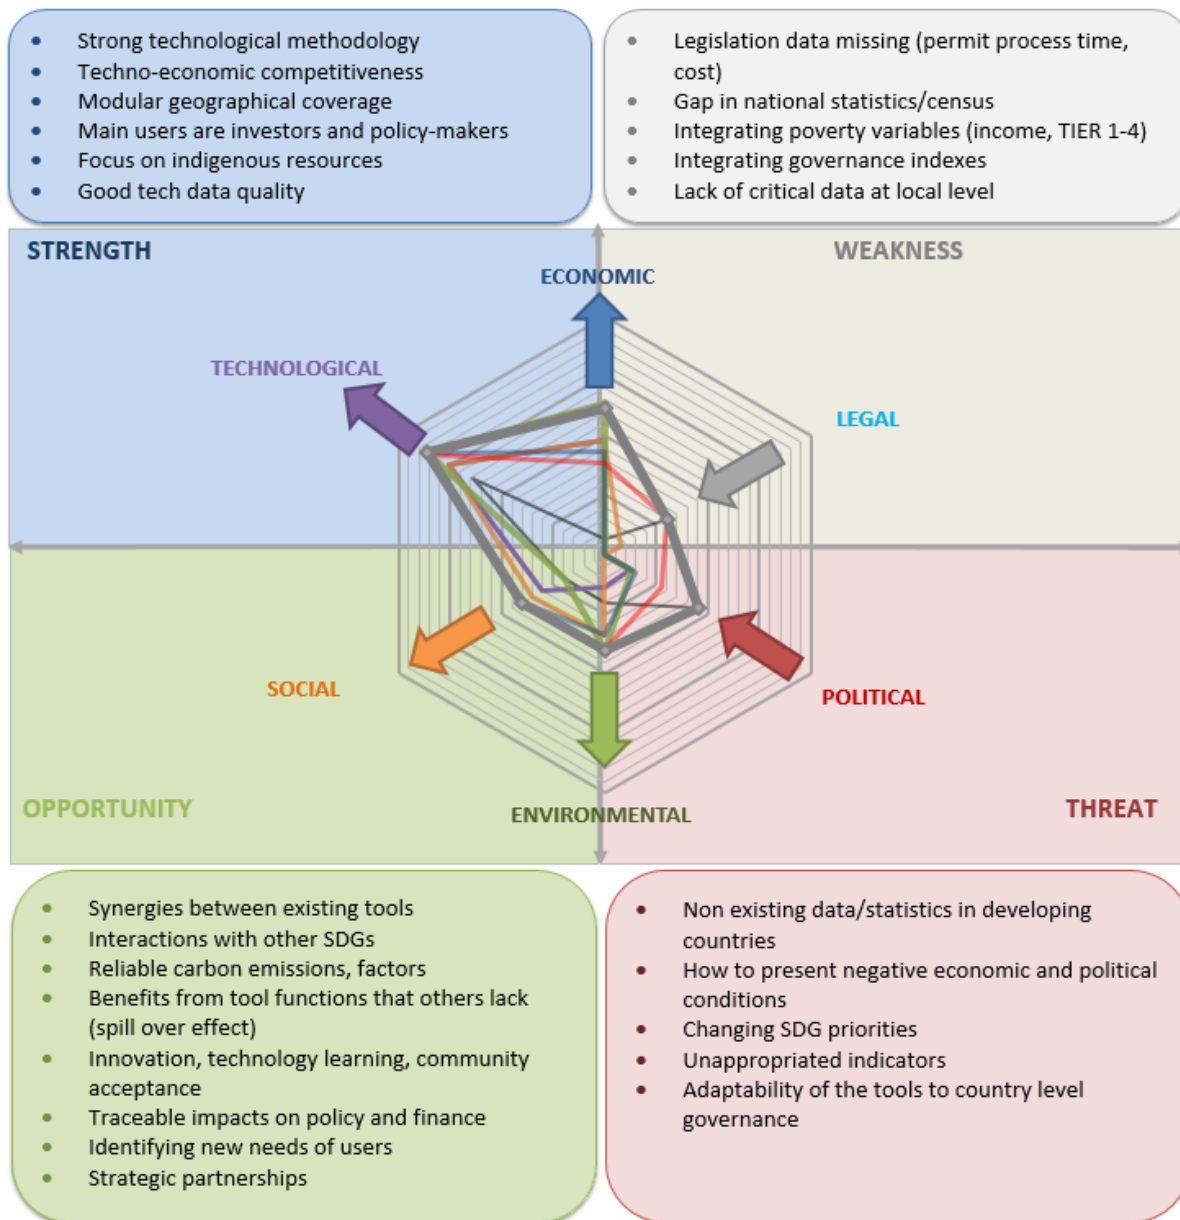 • Strong technological methodology
• Techno-economic competitiveness
• Modular geographical coverage
• Main users are investors and policy-makers
• Focus on indigenous resources
• Good tech data quality
• Legislation data missing (permit process time,
cost)
• Gap in national statistics/census
• Integrating poverty variables (income, TIER 1-4)
• Integrating governance indexes
• Lack of critical data at local level
STRENGTH
WEAKNESS
ECONOMIC
TECHNOLOGICAL
LEGAL
SOCIAL
POLITICAL
OPPORTUNITY
ENVIRONMENTAL
THREAT
• Synergies between existing tools
• Interactions with other SDGs
• Reliable carbon emissions, factors
• Benefits from tool functions that others lack
(spill over effect)
• Innovation, technology learning, community
acceptance
• Traceable impacts on policy and finance
• Identifying new needs of users
• Strategic partnerships
• Non existing data/statistics in developing
countries
• How to present negative economic and political
conditions
• Changing SDG priorities
• Unappropriated indicators
• Adaptability of the tools to country level
governance